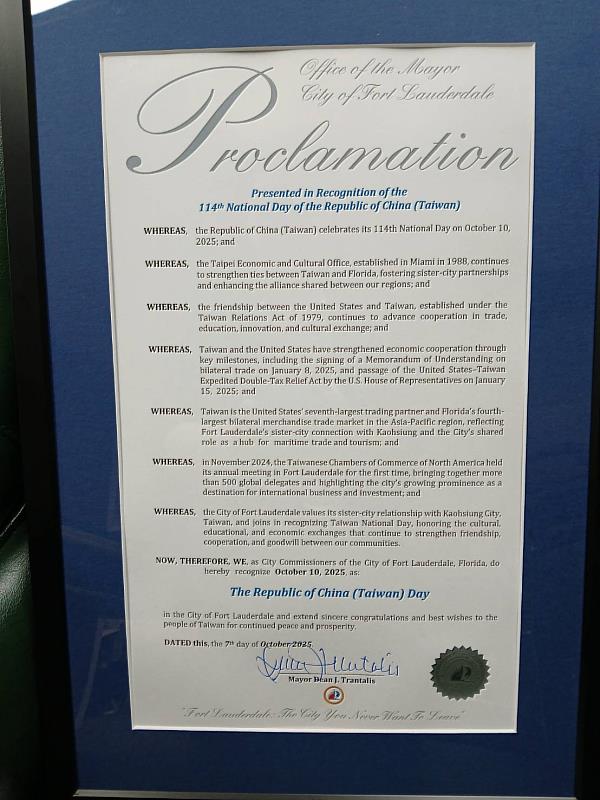 Office of the Mayor
City of Fort Lauderdale
Proclamation
Presented in Recognition of the
114th National Day of the Republic of China (Taiwan)
WHEREAS, the Republic of China (Taiwan) celebrates its 114th National Day on October 10,
2025; and
WHEREAS, the Taipei Economic and Cultural Office, established in Miami in 1988, continues
to strengthen ties between Taiwan and Florida, fostering sister-city partnerships
and enhancing the alliance shared between our regions; and
WHEREAS, the friendship between the United States and Taiwan, established under the
Taiwan Relations Act of 1979, continues to advance cooperation in trade,
education, innovation, and cultural exchange; and
WHEREAS, Taiwan and the United States have strengthened economic cooperation through
key milestones, including the signing of a Memorandum of Understanding on
bilateral trade on January 8, 2025, and passage of the United States–Taiwan
Expedited Double-Tax Relief Act by the U.S. House of Representatives on January
15, 2025; and
WHEREAS, Taiwan is the United States' seventh-largest trading partner and Florida's fourth-
largest bilateral merchandise trade market in the Asia-Pacific region, reflecting
Fort Lauderdale's sister-city connection with Kaohsiung and the City's shared
role as a hub for maritime trade and tourism; and
WHEREAS, in November 2024, the Taiwanese Chambers of Commerce of North America held
its annual meeting in Fort Lauderdale for the first time, bringing together more
than 500 global delegates and highlighting the city's growing prominence as a
destination for international business and investment; and
WHEREAS, the City of Fort Lauderdale values its sister-city relationship with Kaohsiung City,
Taiwan, and joins in recognizing Taiwan National Day, honoring the cultural,
educational, and economic exchanges that continue to strengthen friendship,
cooperation, and goodwill between our communities.
NOW, THEREFORE, WE, as City Commissioners of the City of Fort Lauderdale, Florida, do
hereby recognize October 10, 2025, as:
The Republic of China (Taiwan) Day
in the City of Fort Lauderdale and extend sincere congratulations and best wishes to the
people of Taiwan for continued peace and prosperity.
DATED this, the 7th day of October 2025.
Mayor Dean J. Trantalis
"Fort Lauderdale: The City You Never Want To Leave"